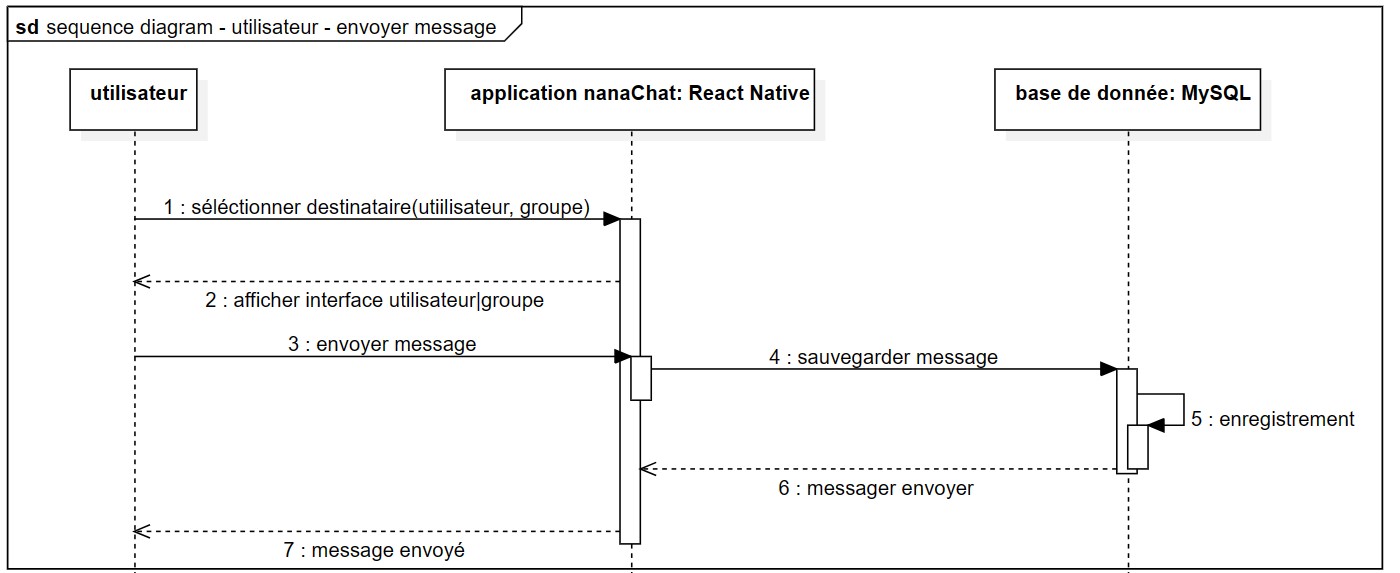 sd sequence diagram - utilisateur - envoyer message
utilisateur
application nanaChat: React Native
base de donnée: MySQL
1 : séléctionner destinataire(utiilisateur, groupe)
2 : afficher interface utilisateur|groupe
3 : envoyer message
4 : sauvegarder message
5 : enregistrement
6 : messager envoyer
7 : message envoyé